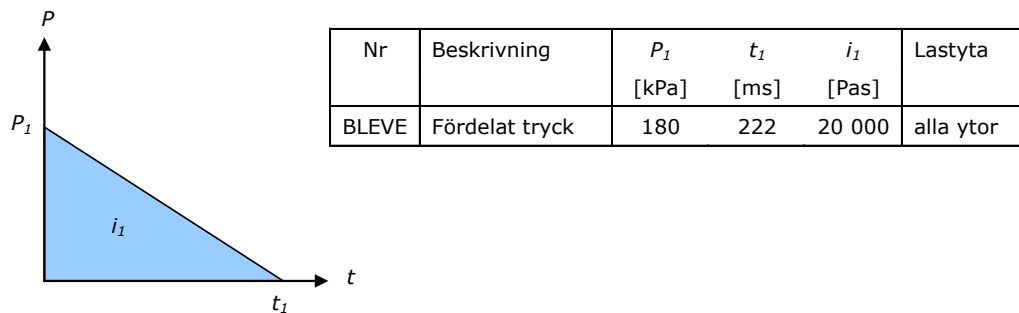 P
P₁
i₁
t
t₁
Nr Beskrivning P₁ t₁ i₁ Lastyta
[kPa] [ms] [Pas]
BLEVE Fördelat tryck 180 222 20 000 alla ytor